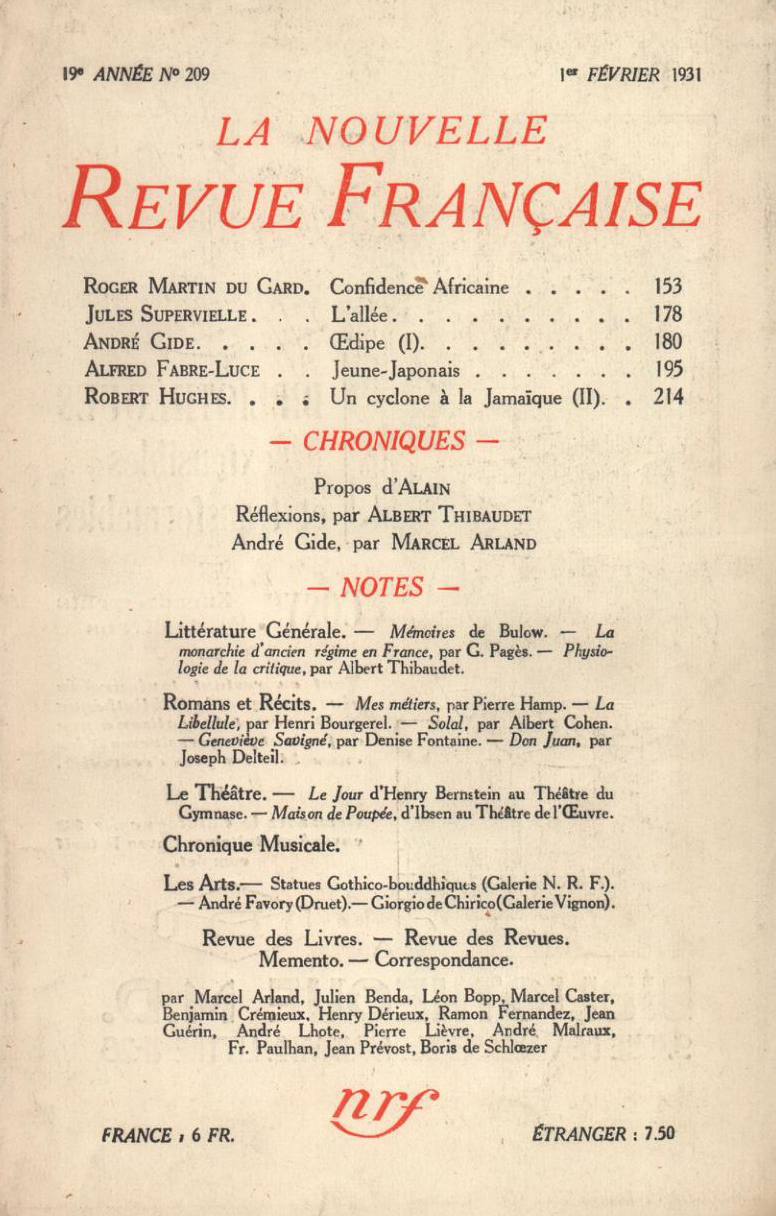 19e ANNÉE No 209 1er FÉVRIER 1931
LA NOUVELLE
REVUE FRANÇAISE
ROGER MARTIN DU GARD. Confidence Africaine . . . . . 153
JULES SUPERVIELLE. . . L'allée. . . . . . . . . . 178
ANDRÉ GIDE. . . . . Œdipe (I). . . . . . . . . 180
ALFRED FABRE-LUCE . . Jeune-Japonais . . . . . . . 195
ROBERT HUGHES. . . . Un cyclone à la Jamaïque (II). . 214
— CHRONIQUES —
Propos d'ALAIN
Réflexions, par ALBERT THIBAUDET
André Gide, par MARCEL ARLAND
— NOTES —
Littérature Générale. — Mémoires de Bulow. — La
monarchie d'ancien régime en France, par G. Pagès. — Physio-
logie de la critique, par Albert Thibaudet.
Romans et Récits. — Mes métiers, par Pierre Hamp. — La
Libellule, par Henri Bourgerel. — Solal, par Albert Cohen.
— Geneviève Savigné, par Denise Fontaine. — Don Juan, par
Joseph Delteil.
Le Théâtre. — Le Jour d'Henry Bernstein au Théâtre du
Gymnase. — Maison de Poupée, d'Ibsen au Théâtre de l'Œuvre.
Chronique Musicale.
Les Arts.— Statues Gothico-bouddhiques (Galerie N. R. F.).
— André Favory (Druet).— Giorgio de Chirico (Galerie Vignon).
Revue des Livres. — Revue des Revues.
Memento. — Correspondance.
par Marcel Arland, Julien Benda, Léon Bopp, Marcel Caster,
Benjamin Crémieux, Henry Dérieux, Ramon Fernandez, Jean
Guérin, André Lhote, Pierre Lièvre, André Malraux,
Fr. Paulhan, Jean Prévost, Boris de Schlœzer
nrf
FRANCE : 6 FR. ÉTRANGER : 7.50